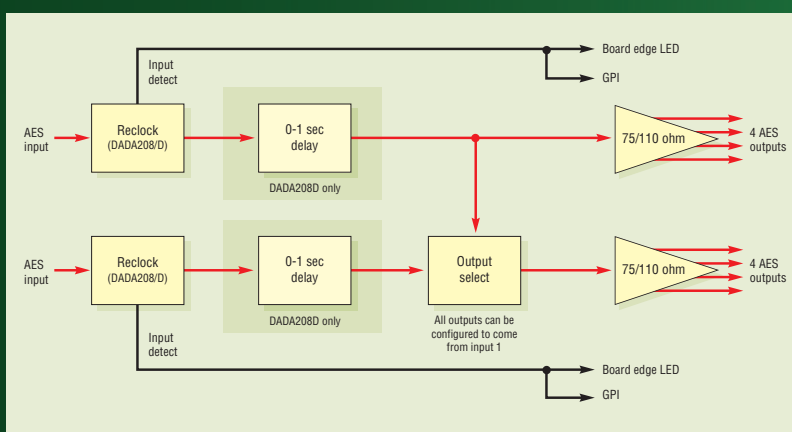 Board edge LED
Input
detect
GPI
AES
input
Reclock
(DADA208/D)
0-1 sec
delay
75/110 ohm
4 AES
outputs
DADA208D only
AES
input
Reclock
(DADA208/D)
0-1 sec
delay
Output
select
75/110 ohm
4 AES
outputs
DADA208D only
All outputs can be
configured to come
from input 1
Input
detect
Board edge LED
GPI